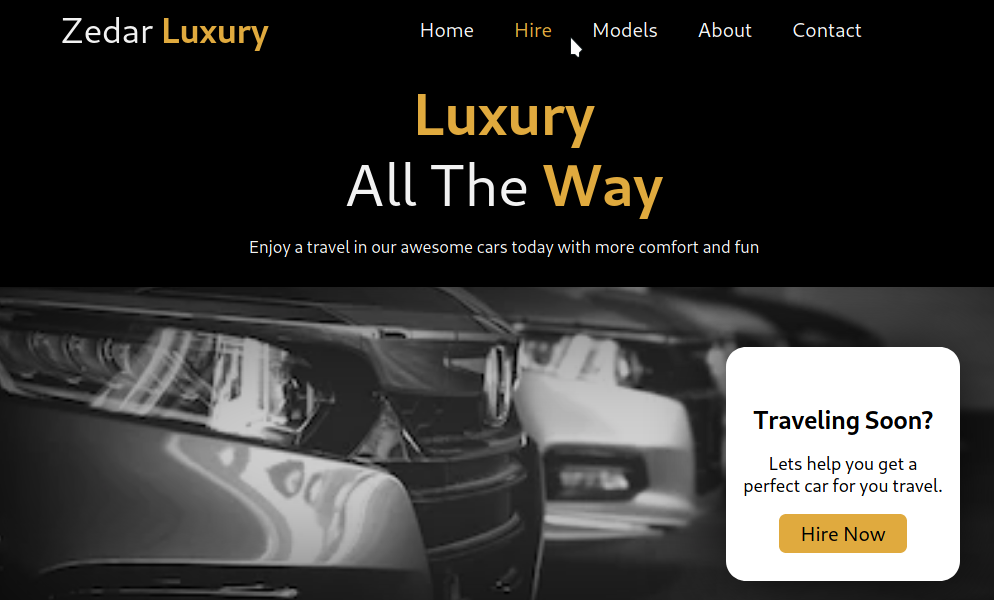 Zedar Luxury
Home Hire Models About Contact
Luxury
All The Way
Enjoy a travel in our awesome cars today with more comfort and fun
Traveling Soon?
Lets help you get a
perfect car for you travel.
Hire Now